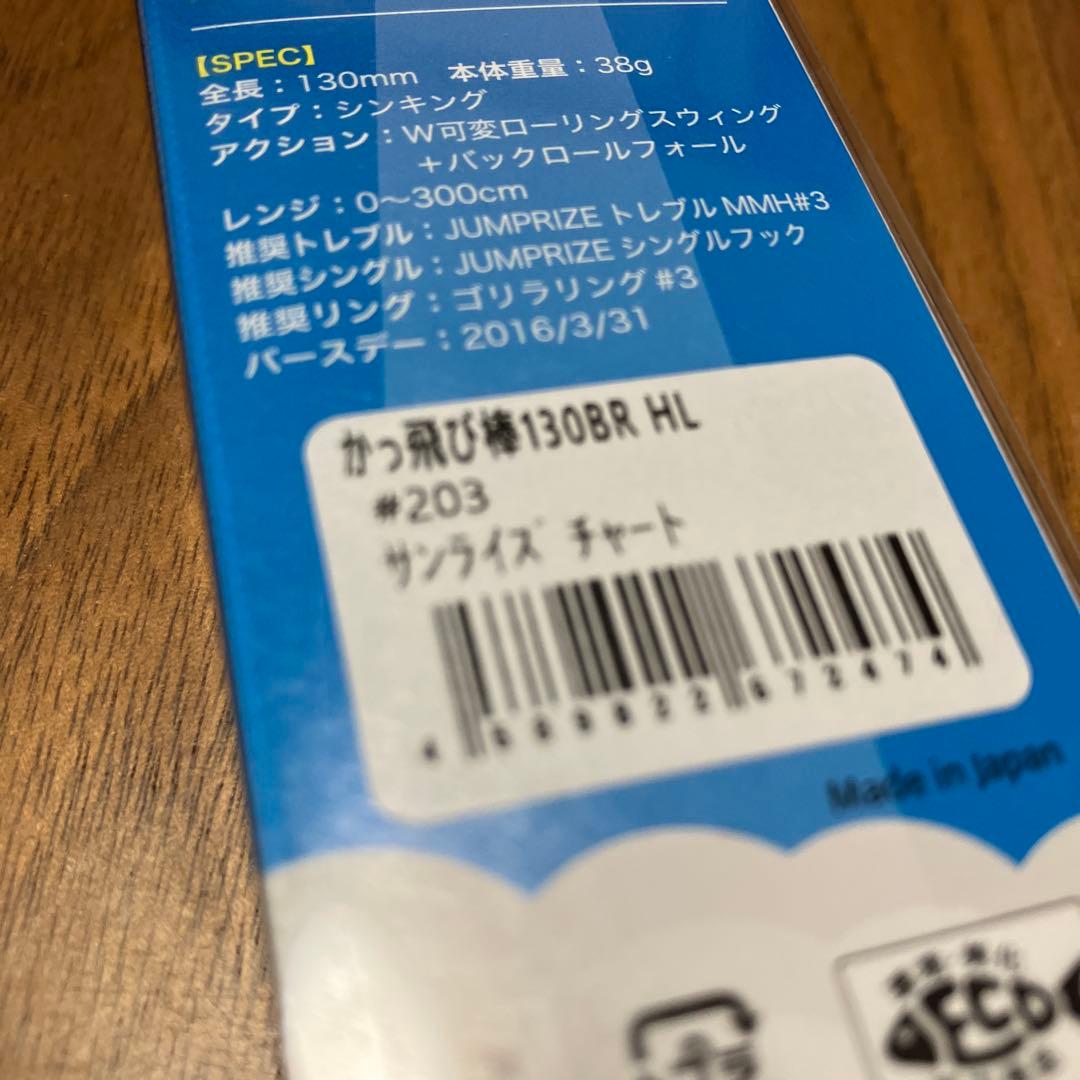 【SPEC】
全長：130mm　本体重量：38g
タイプ：シンキング
アクション：W可変ローリングスウィング
＋バックロールフォール
レンジ：0〜300cm
推奨トレブル：JUMPRIZE トレブル MMH#3
推奨シングル：JUMPRIZE シングルフック
推奨リング：ゴリラリング #3
バースデー：2016/3/31
かっ飛び棒130BR HL
#203
サンライズ チャート
Made in Japan
ECO
プラ